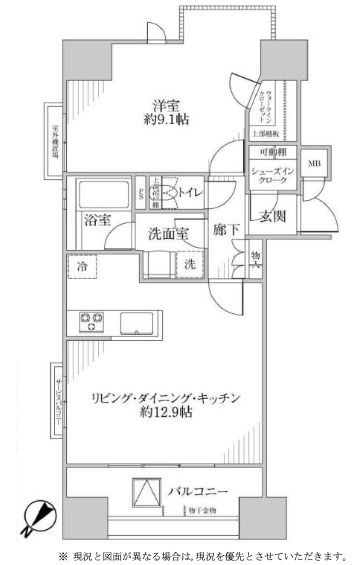 洋室
約9.1帖
ウォークイン
クローゼット
上部棚板
室外機置場
可動棚
シューズイン
クローク
MB
PS
トイレ
浴室
洗面室
洗
廊下
玄関
物入
冷
リビング・ダイニング・キッチン
約12.9帖
サービスバルコニー
バルコニー
物干金物
N
※ 現況と図面が異なる場合は,現況を優先とさせていただきます。